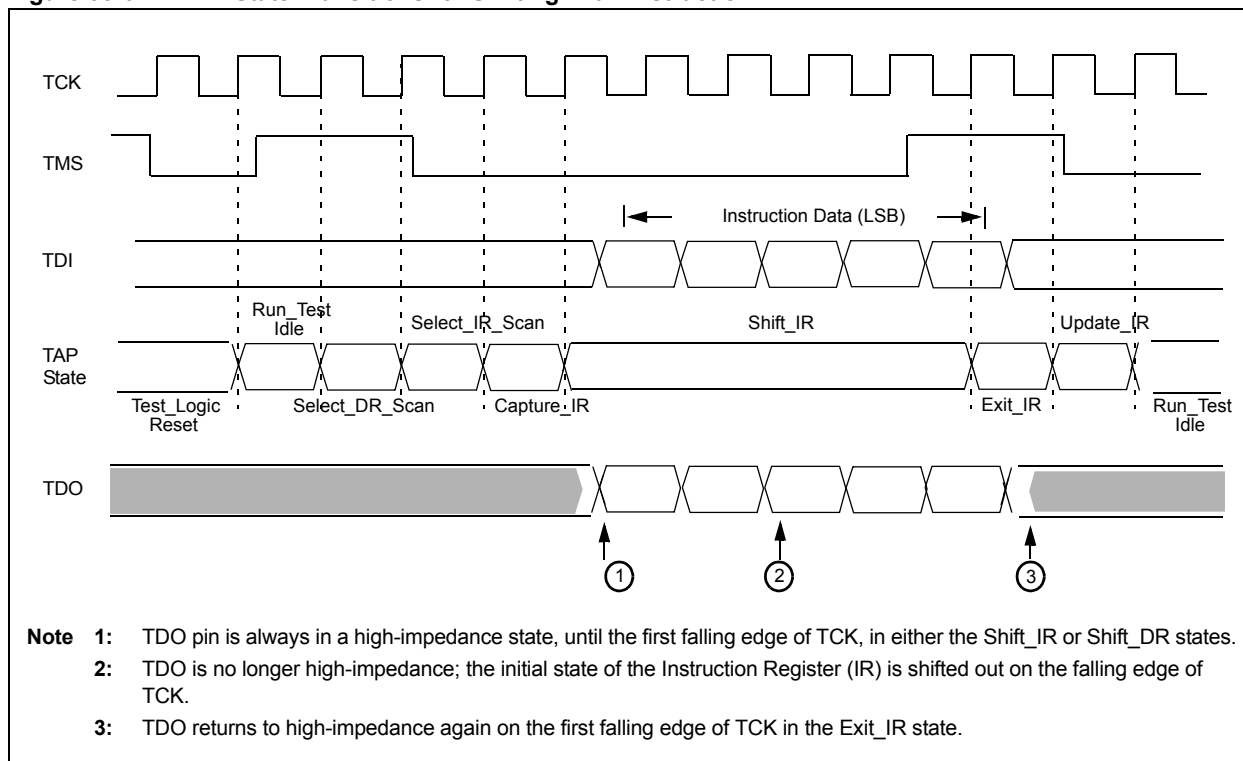 TCK
TMS
Instruction Data (LSB)
TDI
Run_Test
Idle
Select_IR_Scan
Shift_IR
Update_IR
TAP
State
Test_Logic
Reset
Select_DR_Scan
Capture_IR
Exit_IR
Run_Test
Idle
TDO
1
2
3
Note 1: TDO pin is always in a high-impedance state, until the first falling edge of TCK, in either the Shift_IR or Shift_DR states.
2: TDO is no longer high-impedance; the initial state of the Instruction Register (IR) is shifted out on the falling edge of
TCK.
3: TDO returns to high-impedance again on the first falling edge of TCK in the Exit_IR state.